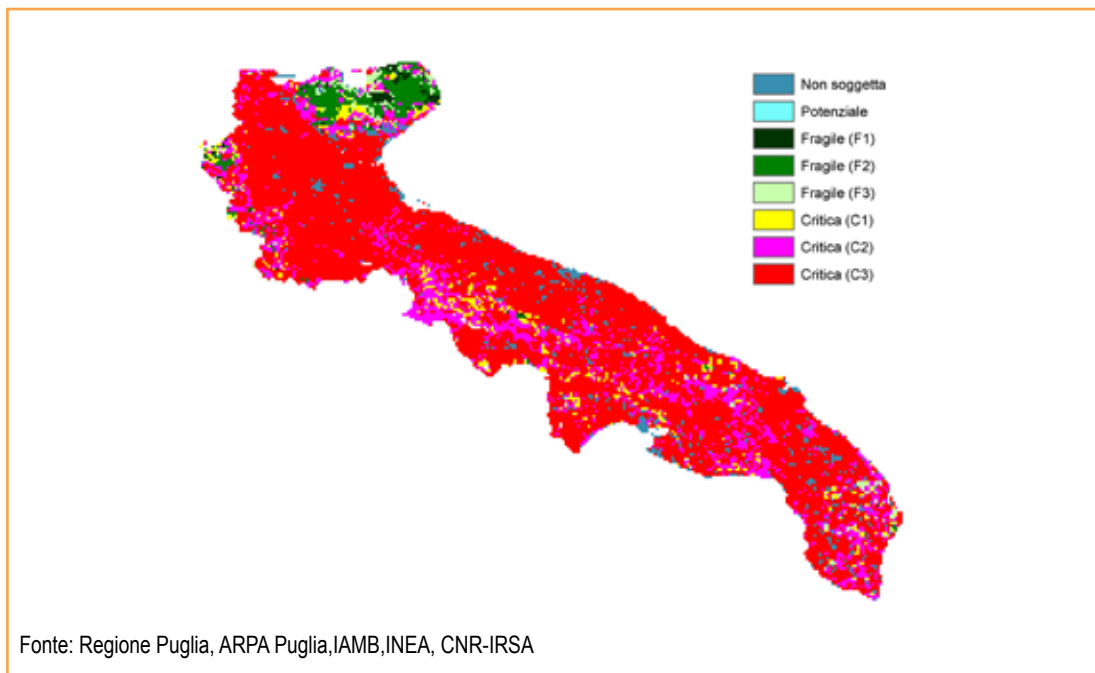 Non soggetta
Potenziale
Fragile (F1)
Fragile (F2)
Fragile (F3)
Critica (C1)
Critica (C2)
Critica (C3)
Fonte: Regione Puglia, ARPA Puglia,IAMB,INEA, CNR-IRSA